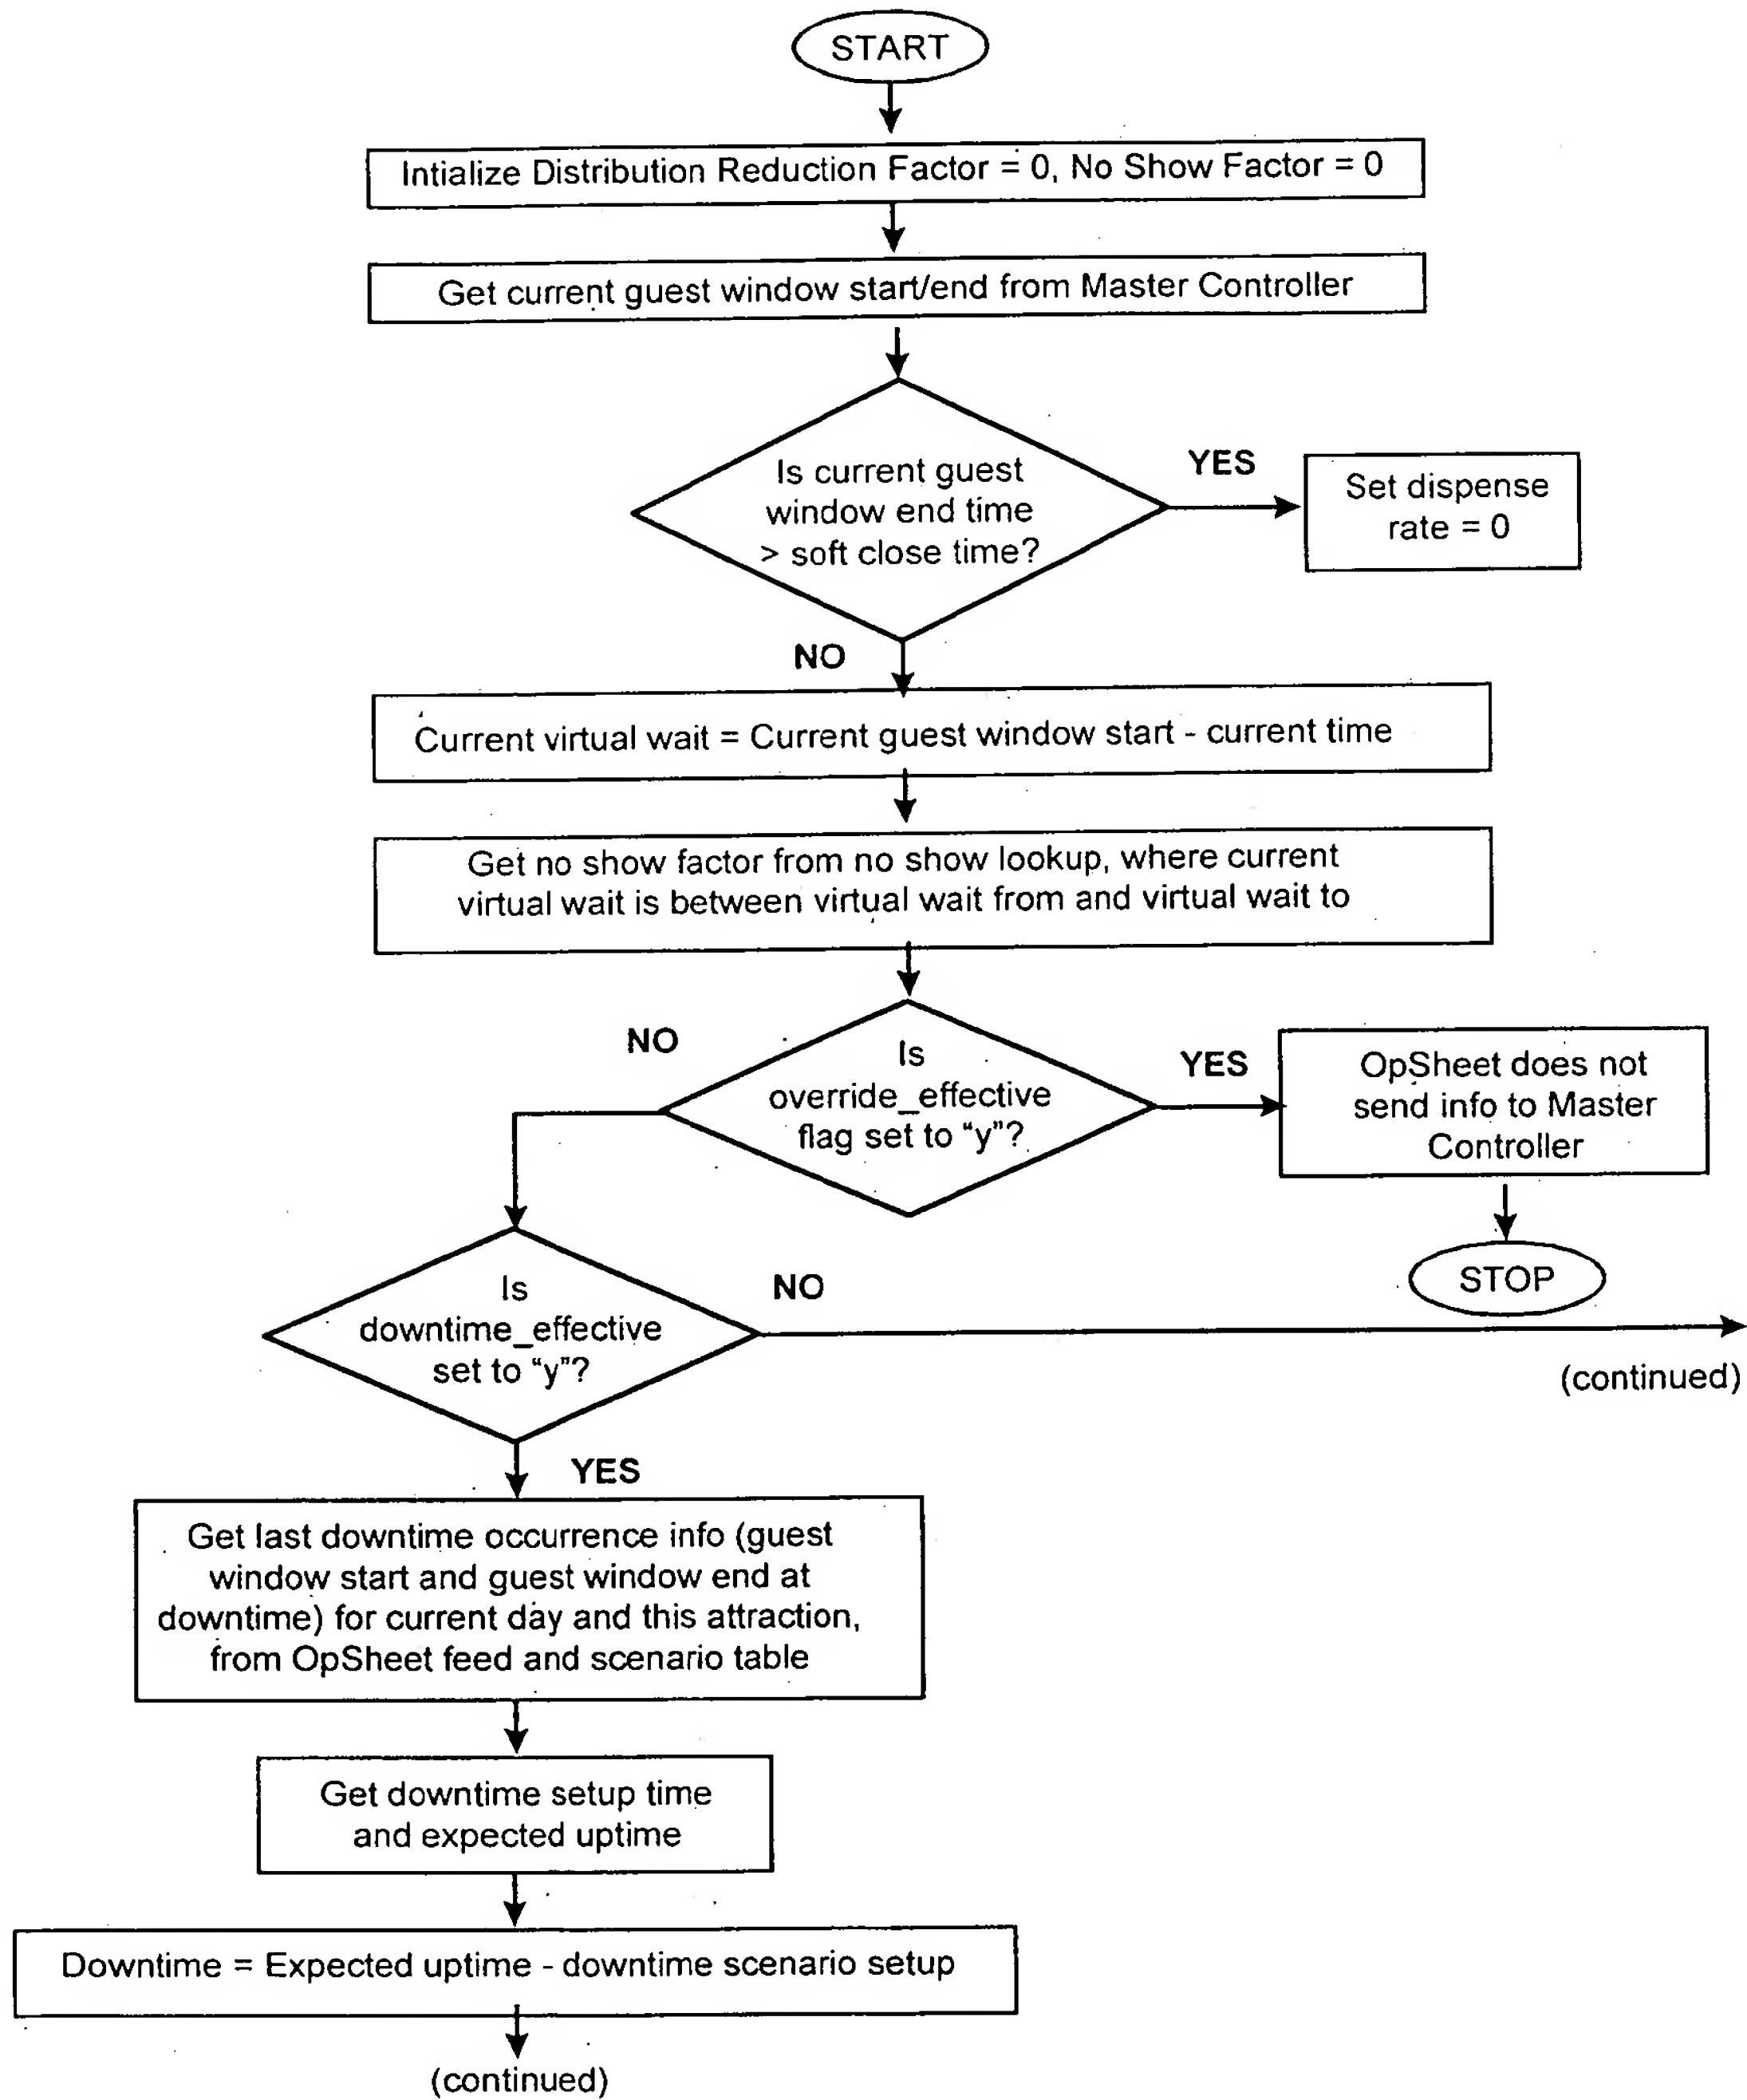 START
Intialize Distribution Reduction Factor = 0, No Show Factor = 0
Get current guest window start/end from Master Controller
Is current guest
window end time
> soft close time?
YES
Set dispense
rate = 0
NO
Current virtual wait = Current guest window start - current time
Get no show factor from no show lookup, where current
virtual wait is between virtual wait from and virtual wait to
NO
Is
override_effective
flag set to “y”?
YES
OpSheet does not
send info to Master
Controller
STOP
Is
downtime_effective
set to “y”?
NO
(continued)
YES
Get last downtime occurrence info (guest
window start and guest window end at
downtime) for current day and this attraction,
from OpSheet feed and scenario table
Get downtime setup time
and expected uptime
Downtime = Expected uptime - downtime scenario setup
(continued)